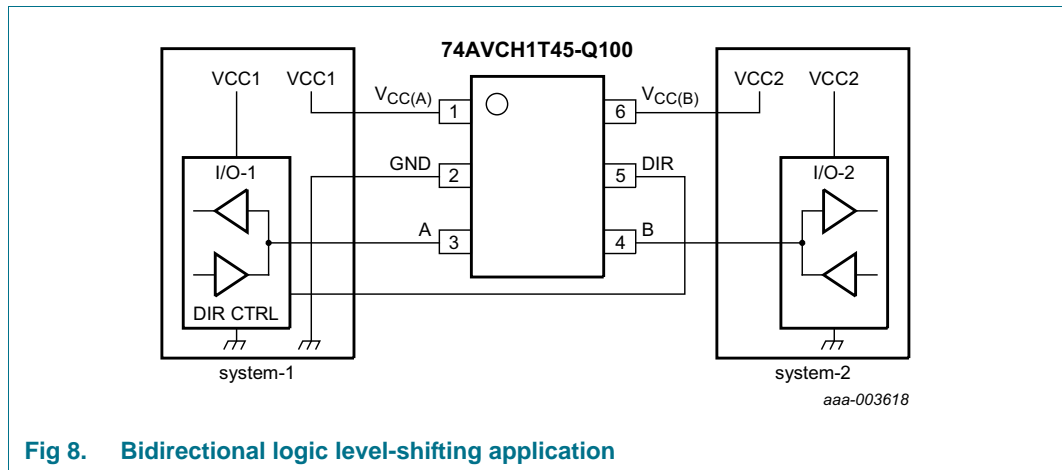 74AVCH1T45-Q100
VCC1 VCC1 VCC(A) 1 6 VCC(B) VCC2 VCC2
I/O-1 GND 2 5 DIR I/O-2
A 3 4 B
DIR CTRL
system-1 system-2
aaa-003618
Fig 8. Bidirectional logic level-shifting application